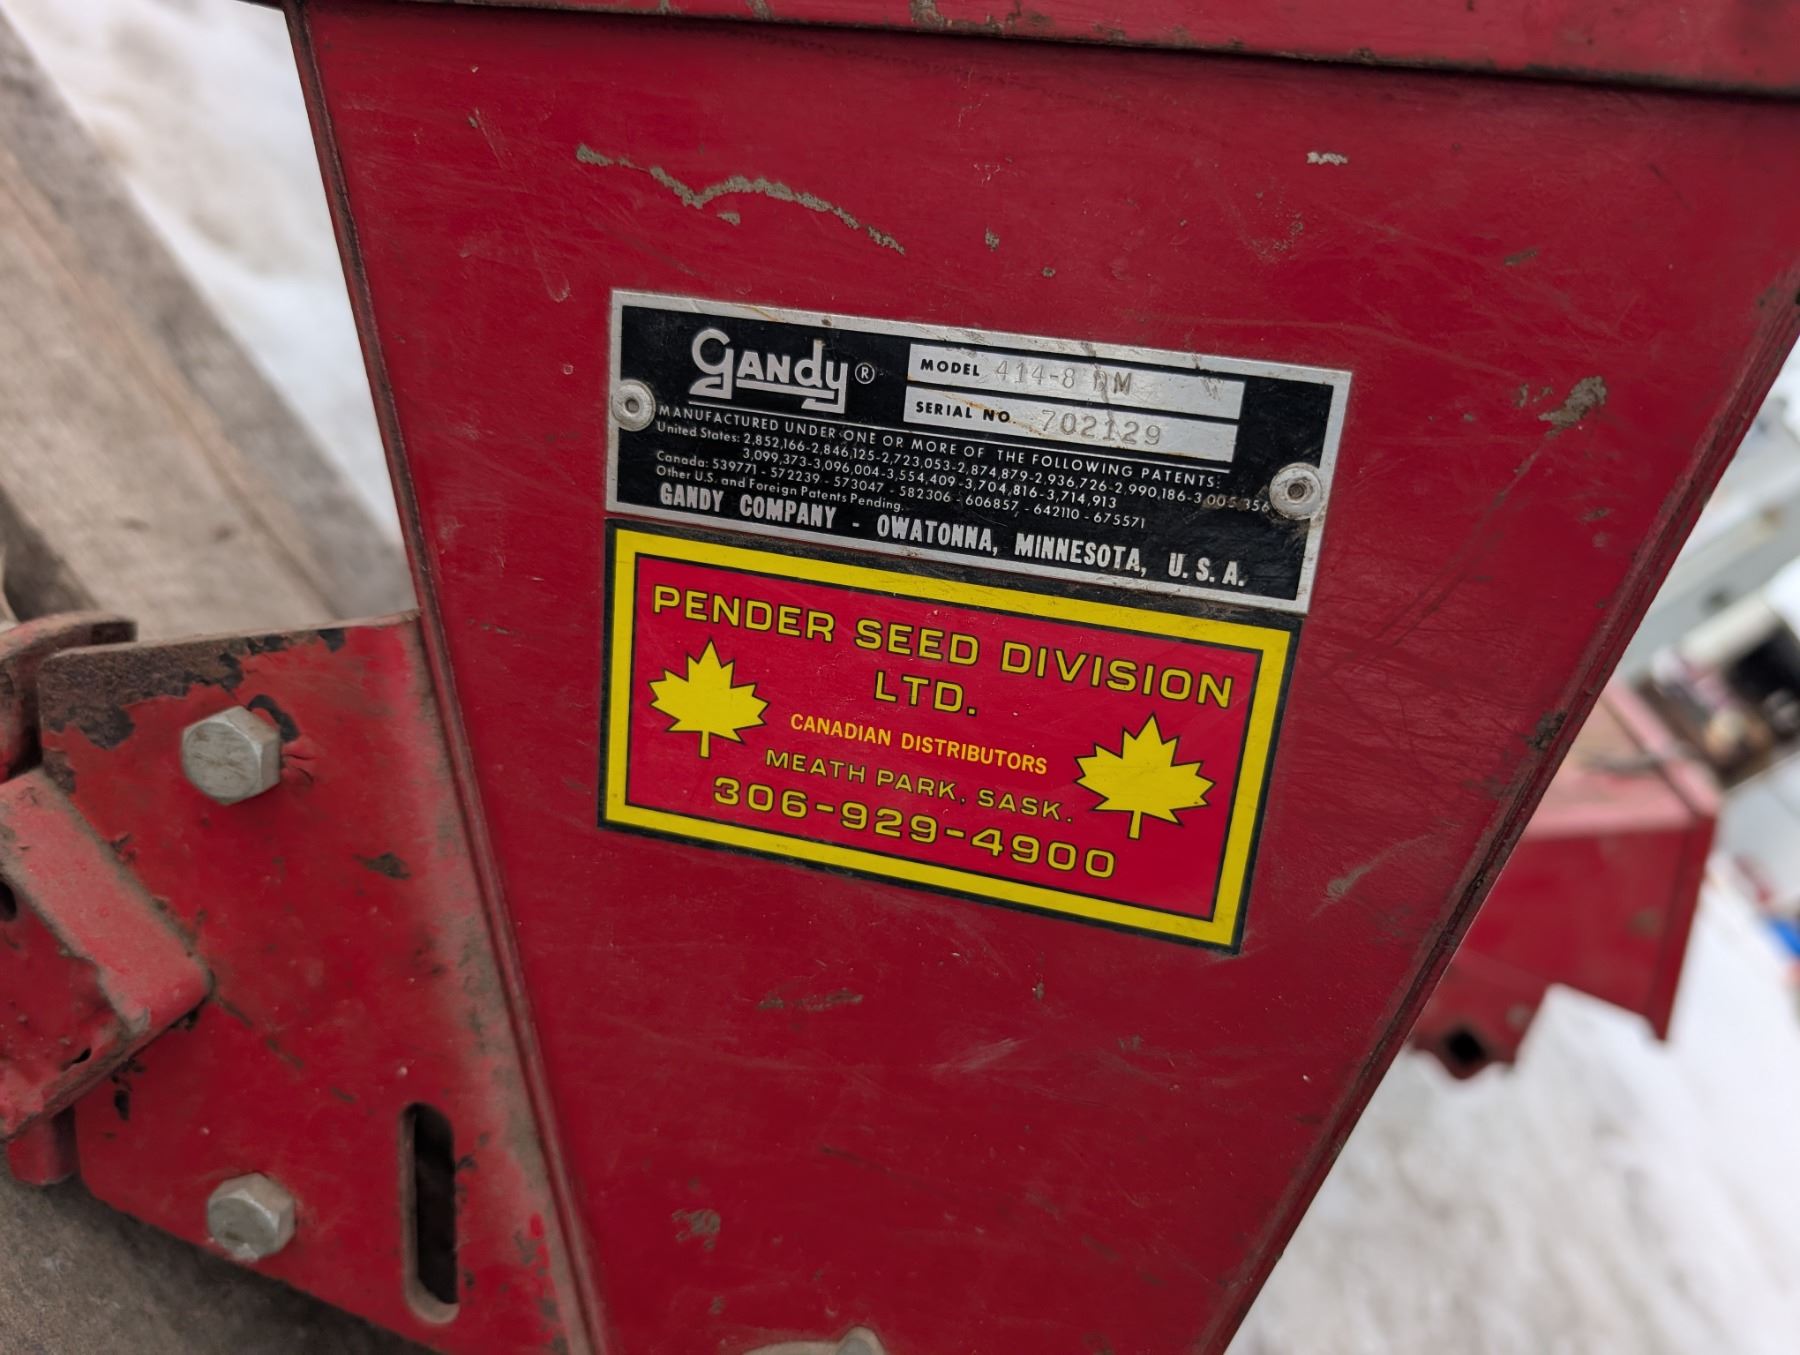 Gandy®
MODEL 414-8 DM
SERIAL NO 702129
MANUFACTURED UNDER ONE OR MORE OF THE FOLLOWING PATENTS:
United States: 2,852,166-2,846,125-2,723,053-2,874,879-2,936,726-2,990,186-3,005,356
3,099,373-3,096,004-3,554,409-3,704,816-3,714,913
Canada: 539771 - 572239 - 573047 - 582306 - 606857 - 642110 - 675571
Other U.S. and Foreign Patents Pending.
GANDY COMPANY - OWATONNA, MINNESOTA, U.S.A.
PENDER SEED DIVISION
LTD.
CANADIAN DISTRIBUTORS
MEATH PARK, SASK.
306-929-4900